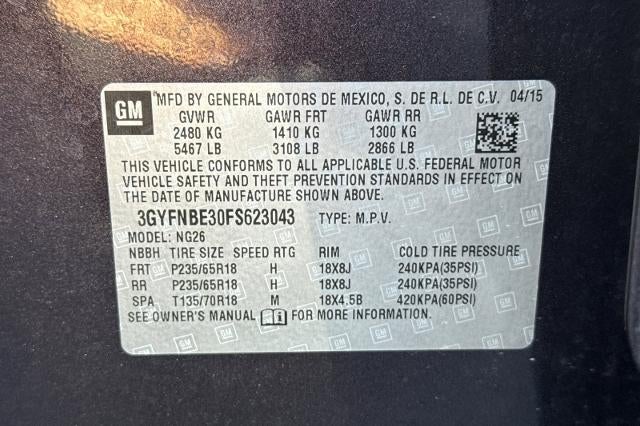 GM
MFD BY GENERAL MOTORS DE MEXICO, S. DE R.L. DE C.V. 04/15
GVWR GAWR FRT GAWR RR
2480 KG 1410 KG 1300 KG
5467 LB 3108 LB 2866 LB
THIS VEHICLE CONFORMS TO ALL APPLICABLE U.S. FEDERAL MOTOR
VEHICLE SAFETY AND THEFT PREVENTION STANDARDS IN EFFECT ON
THE DATE OF MANUFACTURE SHOWN ABOVE.
3GYFNBE30FS623043 TYPE: M.P.V.
MODEL: NG26
NBBH TIRE SIZE SPEED RTG RIM COLD TIRE PRESSURE
FRT P235/65R18 H 18X8J 240KPA(35PSI)
RR P235/65R18 H 18X8J 240KPA(35PSI)
SPA T135/70R18 M 18X4.5B 420KPA(60PSI)
SEE OWNER'S MANUAL FOR MORE INFORMATION.